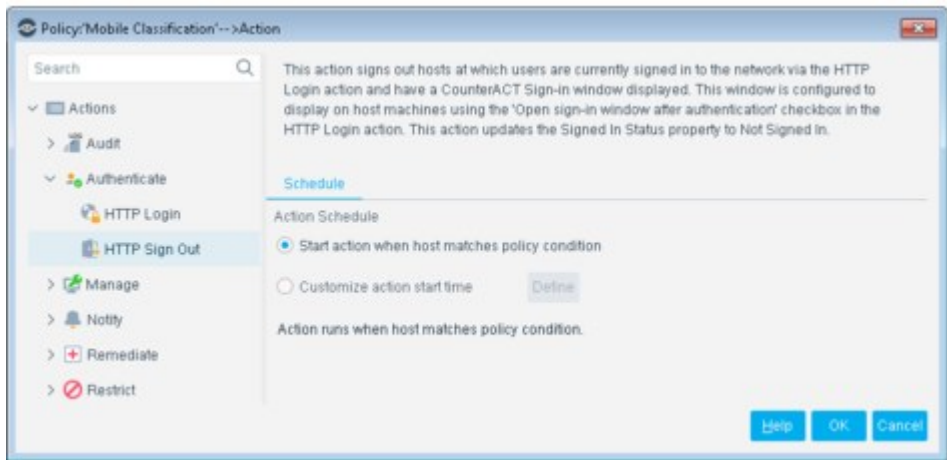 Policy:'Mobile Classification'-->Action
Search
This action signs out hosts at which users are currently signed in to the network via the HTTP
Login action and have a CounterACT Sign-in window displayed. This window is configured to
display on host machines using the 'Open sign-in window after authentication' checkbox in the
HTTP Login action. This action updates the Signed In Status property to Not Signed In.
Actions
Audit
Authenticate
HTTP Login
HTTP Sign Out
Manage
Notify
Remediate
Restrict
Schedule
Action Schedule
Start action when host matches policy condition
Customize action start time
Define
Action runs when host matches policy condition.
Help
OK
Cancel